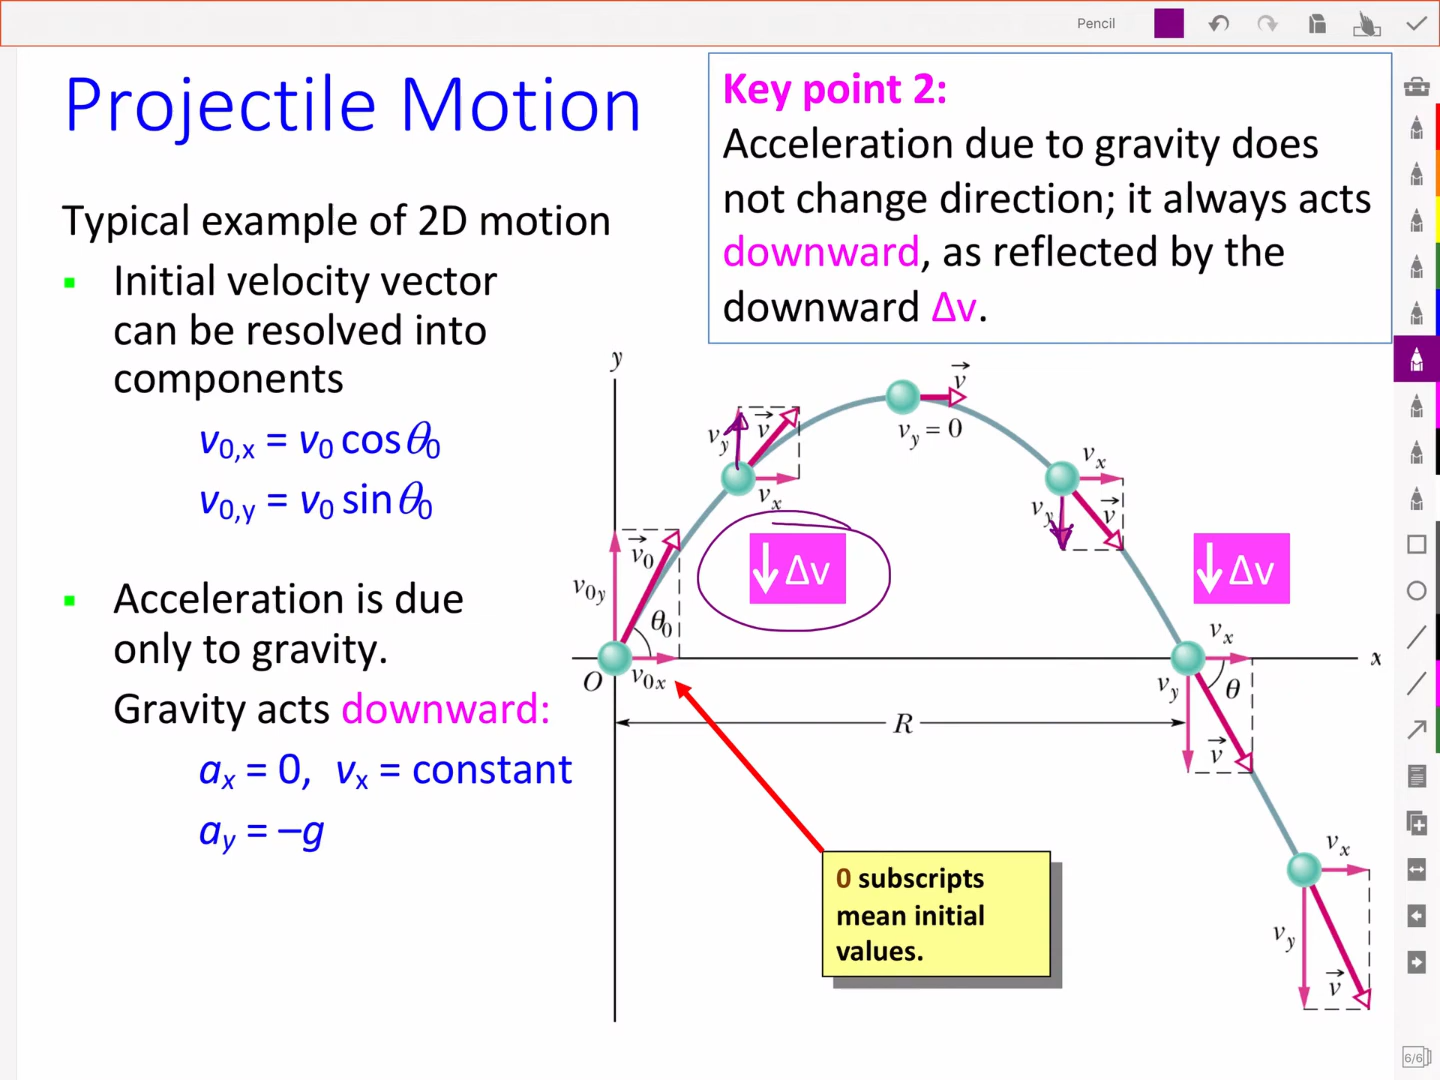 Pencil
Projectile Motion
Key point 2:
Acceleration due to gravity does
not change direction; it always acts
downward, as reflected by the
downward Δv.
Typical example of 2D motion
Initial velocity vector
can be resolved into
components
v0,x = v0 cosθ0
v0,y = v0 sinθ0
Acceleration is due
only to gravity.
Gravity acts downward:
ax = 0, vx = constant
ay = –g
y
v
vy = 0
vy
v
vx
vx
vy
v
↓ Δv
↓ Δv
v0
v0y
θ0
O
v0x
vx
x
vy
θ
v
R
0 subscripts
mean initial
values.
vx
vy
v
6/6